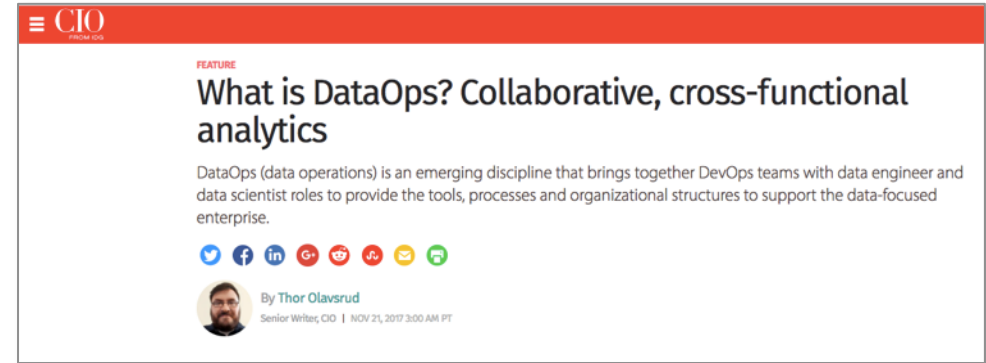 CIO
FROM IDG
FEATURE
What is DataOps? Collaborative, cross-functional
analytics
DataOps (data operations) is an emerging discipline that brings together DevOps teams with data engineer and
data scientist roles to provide the tools, processes and organizational structures to support the data-focused
enterprise.
By Thor Olavsrud
Senior Writer, CIO | NOV 21, 2017 3:00 AM PT